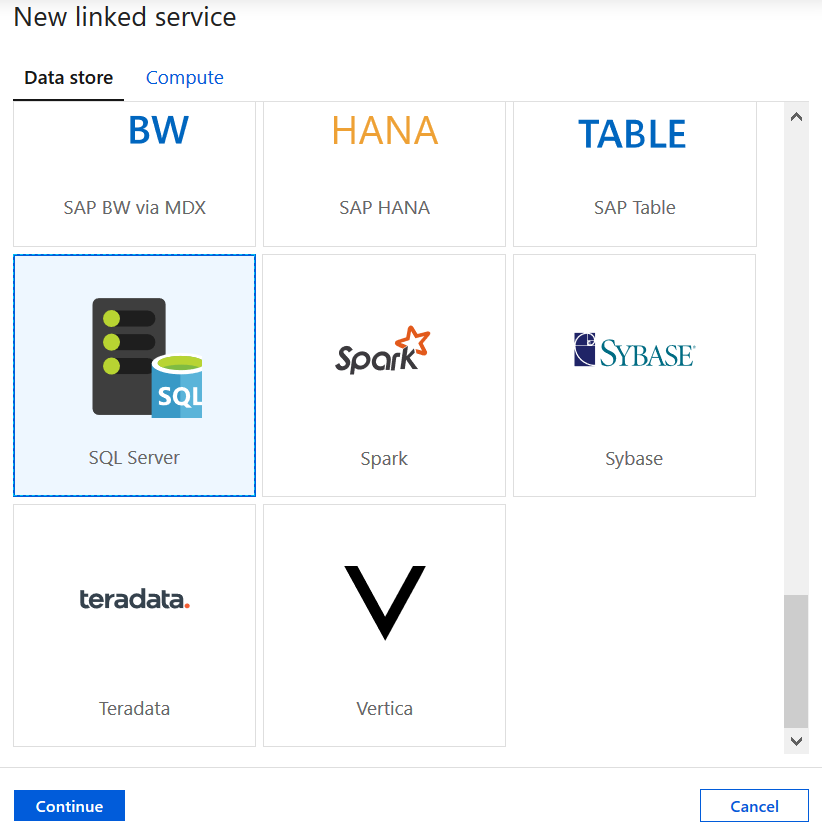 New linked service
Data store
Compute
BW
HANA
TABLE
SAP BW via MDX
SAP HANA
SAP Table
SQL
Spark
SYBASE
SQL Server
Spark
Sybase
teradata.
V
Teradata
Vertica
Continue
Cancel